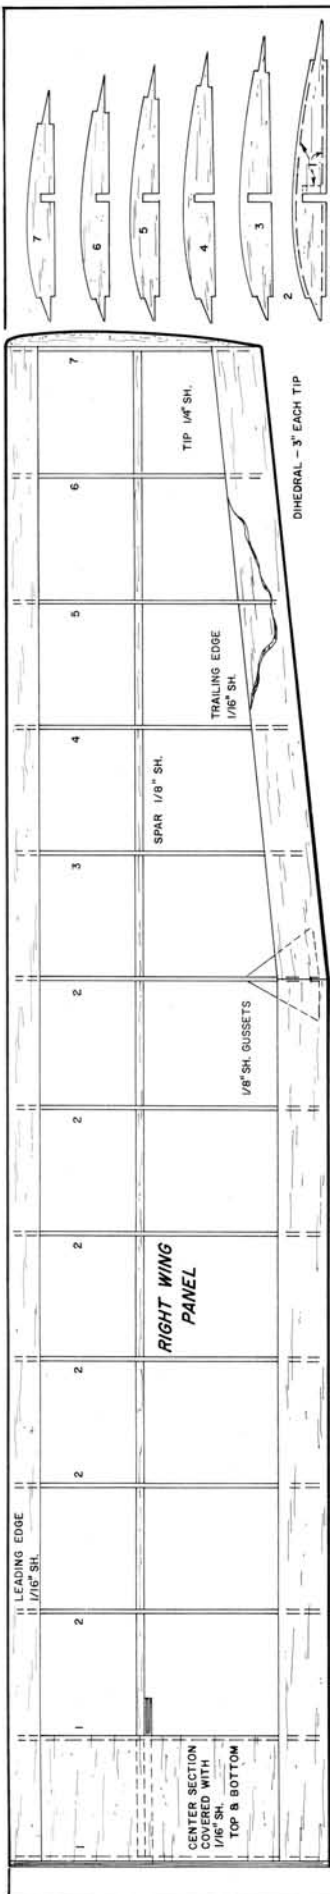 7
6
5
4
3
1
2
7
6
5
4
3
2
2
2
2
2
2
1
1
TIP 1/4" SH.
DIHEDRAL – 3" EACH TIP
TRAILING EDGE
1/16" SH.
SPAR 1/8" SH.
1/8" SH. GUSSETS
RIGHT WING
PANEL
LEADING EDGE
1/16" SH.
CENTER SECTION
COVERED WITH
1/16" SH.
TOP & BOTTOM